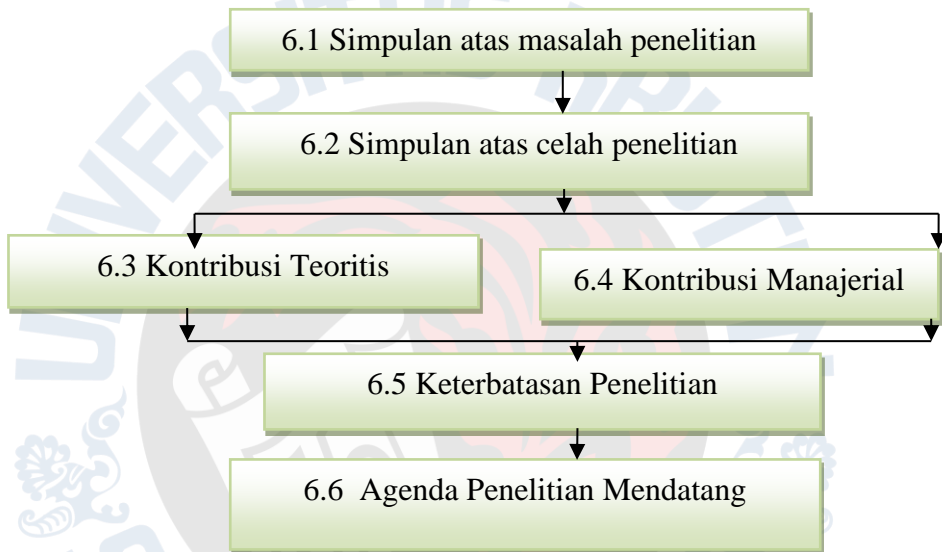 6.1 Simpulan atas masalah penelitian
6.2 Simpulan atas celah penelitian
6.3 Kontribusi Teoritis
6.4 Kontribusi Manajerial
6.5 Keterbatasan Penelitian
6.6 Agenda Penelitian Mendatang